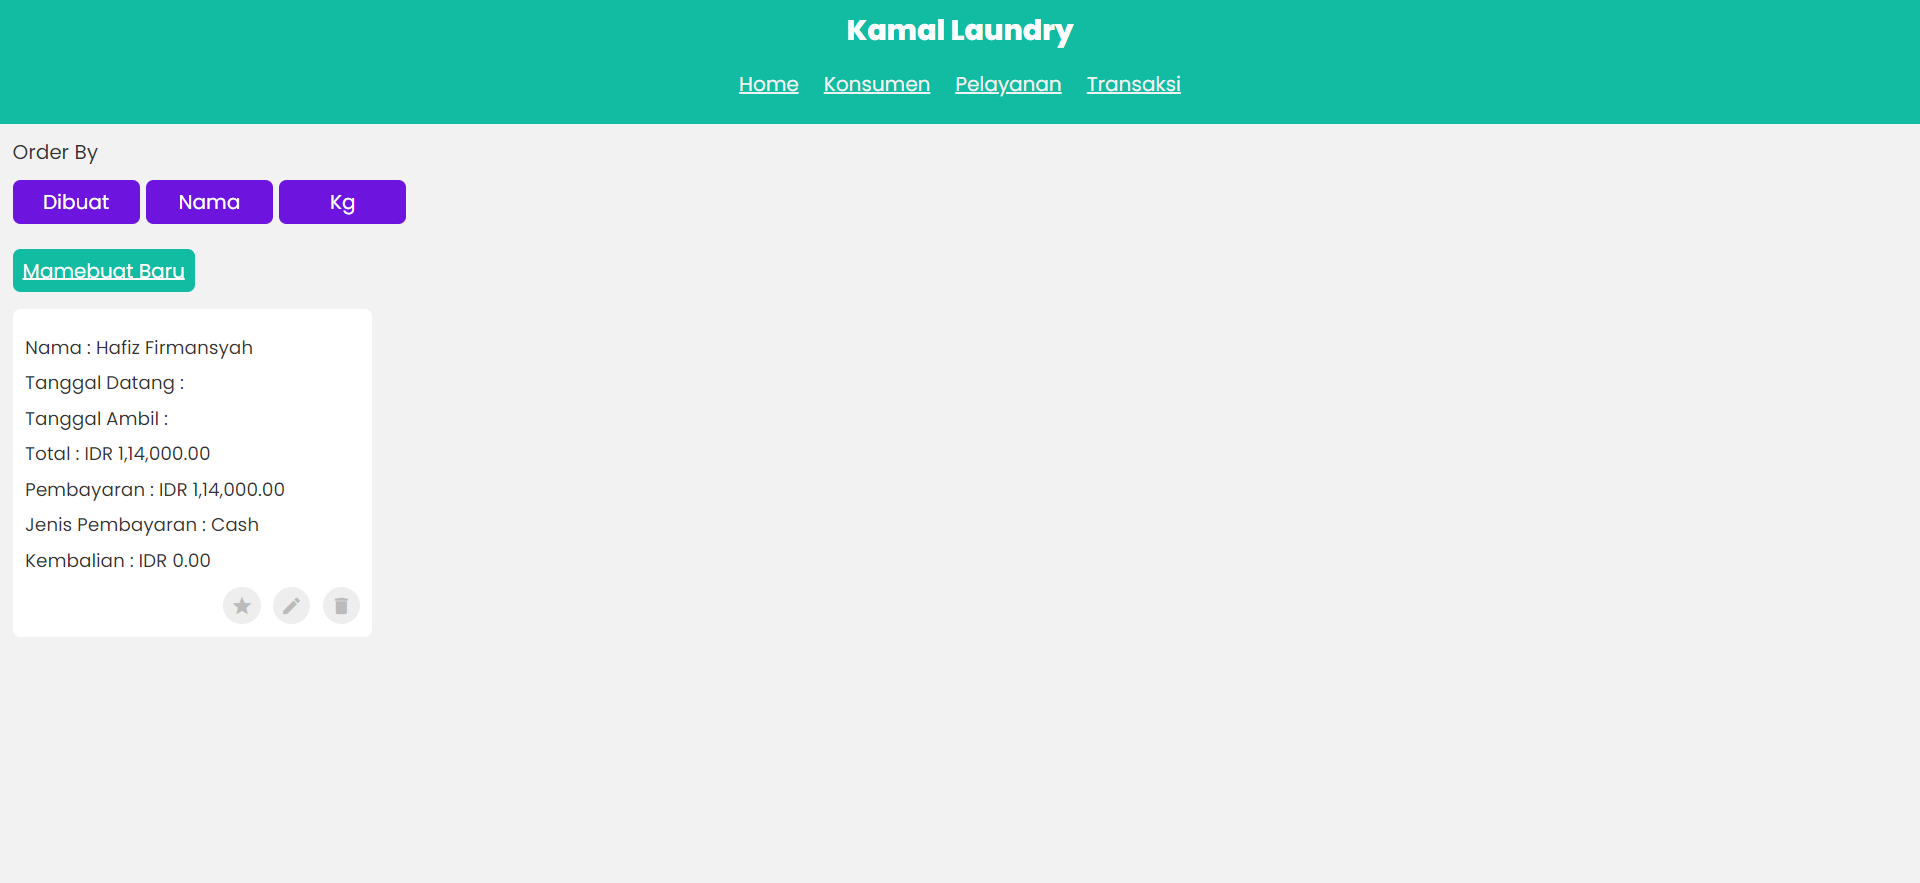 Kamal Laundry
Home Konsumen Pelayanan Transaksi
Order By
Dibuat Nama Kg
Mamebuat Baru
Nama : Hafiz Firmansyah
Tanggal Datang :
Tanggal Ambil :
Total : IDR 1,14,000.00
Pembayaran : IDR 1,14,000.00
Jenis Pembayaran : Cash
Kembalian : IDR 0.00